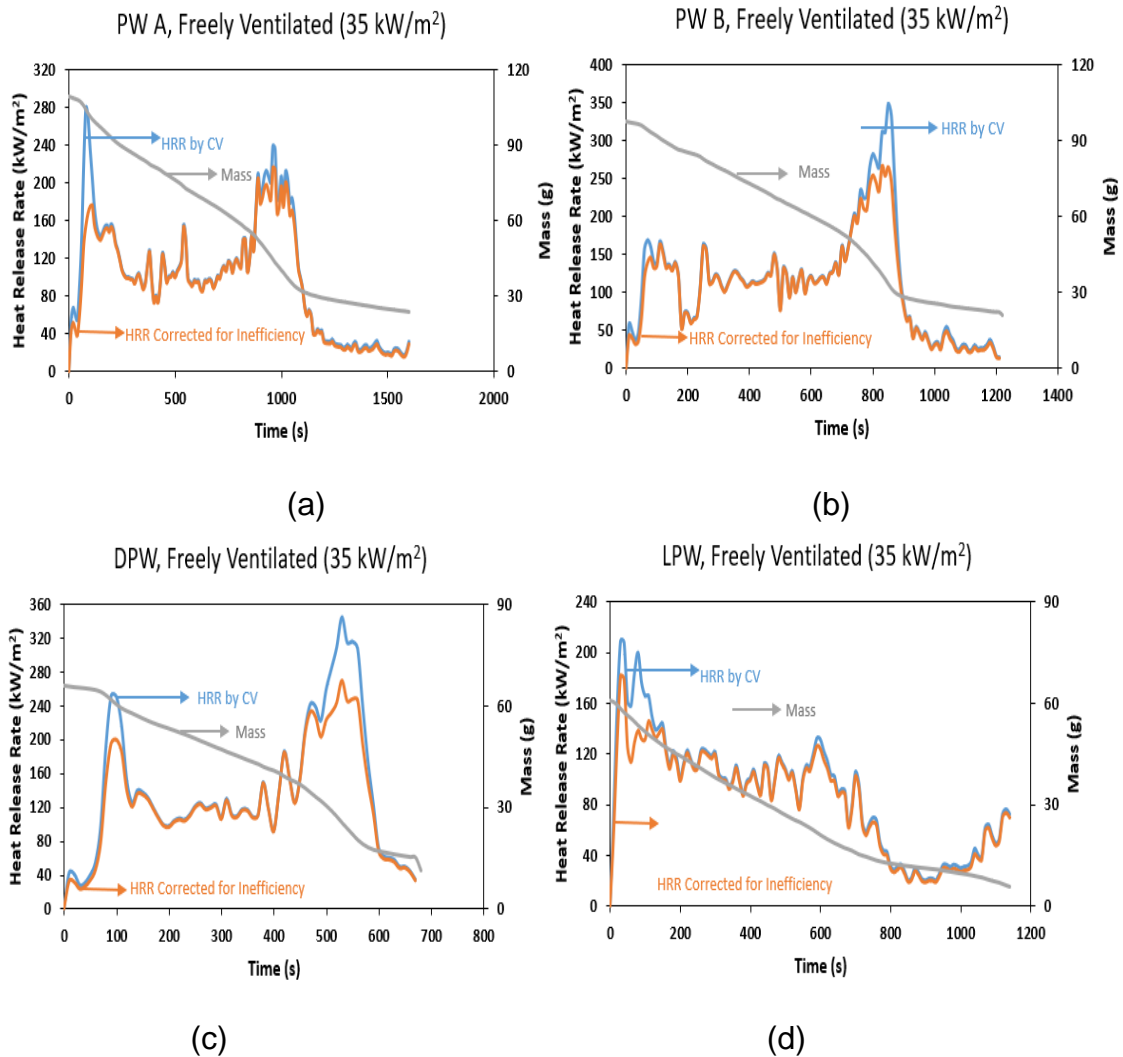 PW A, Freely Ventilated (35 kW/m²)
320
280
240
200
160
120
80
40
0
Heat Release Rate (kW/m²)
120
90
60
30
0
Mass (g)
HRR by CV
Mass
HRR Corrected for Inefficiency
0 500 1000 1500 2000
Time (s)
(a)
PW B, Freely Ventilated (35 kW/m²)
400
350
300
250
200
150
100
50
0
Heat Release Rate (kW/m²)
120
90
60
30
0
Mass (g)
HRR by CV
Mass
HRR Corrected for Inefficiency
0 200 400 600 800 1000 1200 1400
Time (s)
(b)
DPW, Freely Ventilated (35 kW/m²)
360
320
280
240
200
160
120
80
40
0
Heat Release Rate (kW/m²)
90
60
30
0
Mass (g)
HRR by CV
Mass
HRR Corrected for Inefficiency
0 100 200 300 400 500 600 700 800
Time (s)
(c)
LPW, Freely Ventilated (35 kW/m²)
240
200
160
120
80
40
0
Heat Release Rate (kW/m²)
90
60
30
0
Mass (g)
HRR by CV
Mass
HRR Corrected for Inefficiency
0 200 400 600 800 1000 1200
Time (s)
(d)